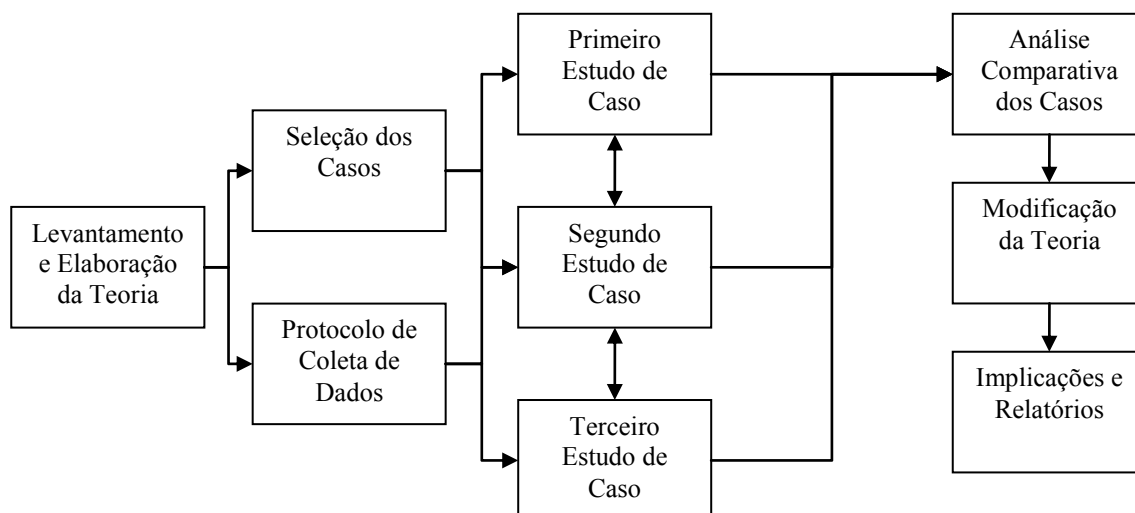 Levantamento
e Elaboração
da Teoria
Seleção dos
Casos
Protocolo de
Coleta de
Dados
Primeiro
Estudo de
Caso
Segundo
Estudo de
Caso
Terceiro
Estudo de
Caso
Análise
Comparativa
dos Casos
Modificação
da Teoria
Implicações e
Relatórios